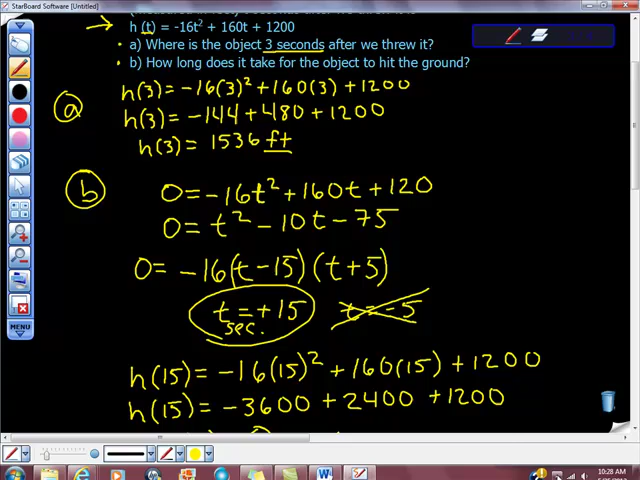 StarBoard Software [Untitled]
h (t) = -16t² + 160t + 1200
• a) Where is the object 3 seconds after we threw it?
• b) How long does it take for the object to hit the ground?
h(3) = -16(3)² + 160(3) + 1200
a
h(3) = -144 + 480 + 1200
h(3) = 1536 ft
b
0 = -16t² + 160t + 120
0 = t² - 10t - 75
0 = -16(t - 15)(t + 5)
t = +15 t = -5
sec.
h(15) = -16(15)² + 160(15) + 1200
h(15) = -3600 + 2400 + 1200
MENU
10:28 AM